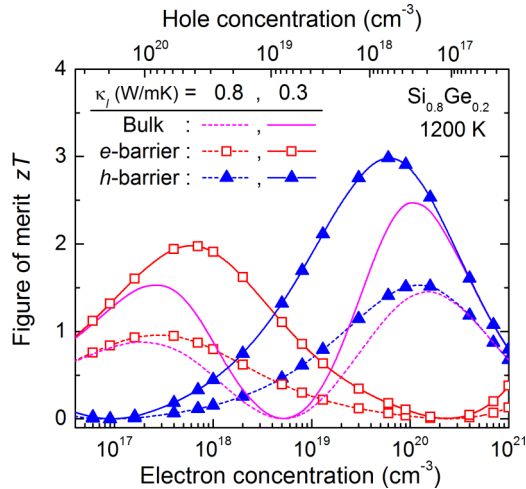 Hole concentration (cm⁻³)
10²⁰ 10¹⁹ 10¹⁸ 10¹⁷
4
κₗ (W/mK) = 0.8 , 0.3
Si₀.₈Ge₀.₂
Bulk : ,
1200 K
e-barrier : ,
3
h-barrier : ,
2
1
0
Figure of merit zT
10¹⁷ 10¹⁸ 10¹⁹ 10²⁰ 10²¹
Electron concentration (cm⁻³)